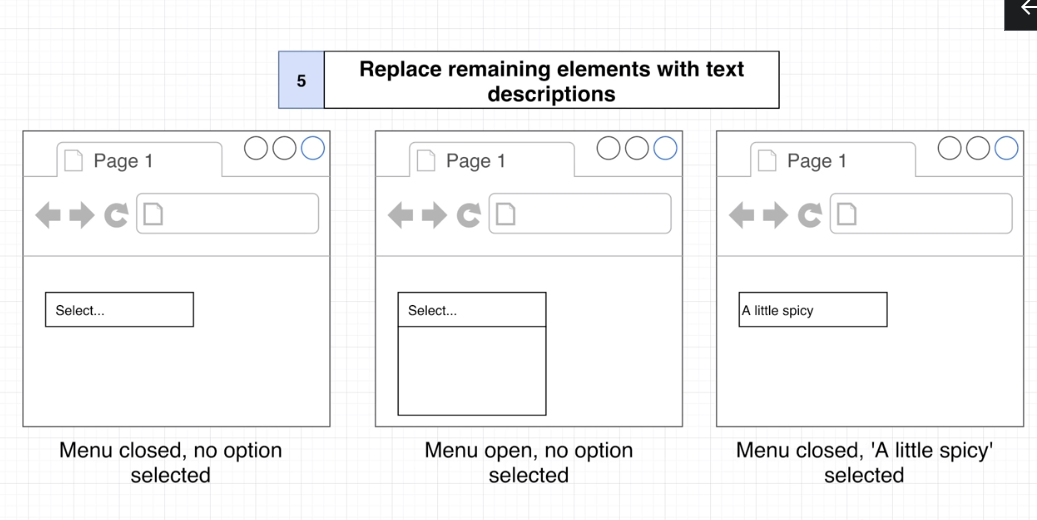 5
Replace remaining elements with text
descriptions
Page 1
Page 1
Page 1
Select...
Select...
A little spicy
Menu closed, no option
selected
Menu open, no option
selected
Menu closed, 'A little spicy'
selected